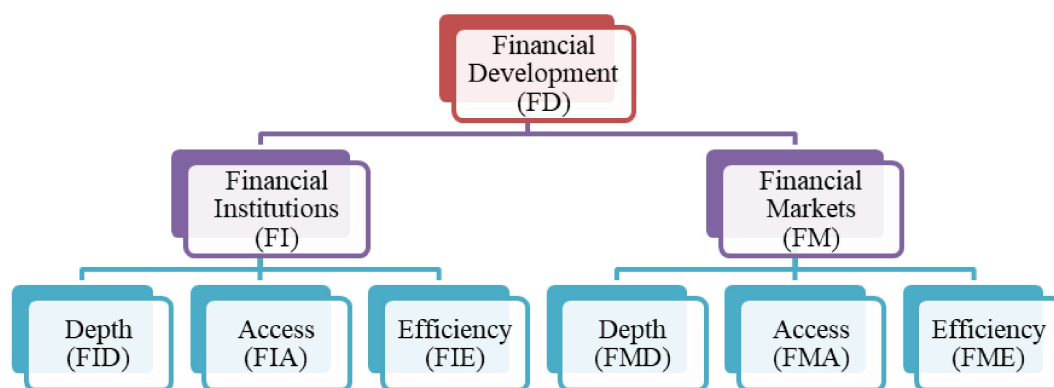 Financial
Development
(FD)
Financial
Institutions
(FI)
Financial
Markets
(FM)
Depth
(FID)
Access
(FIA)
Efficiency
(FIE)
Depth
(FMD)
Access
(FMA)
Efficiency
(FME)